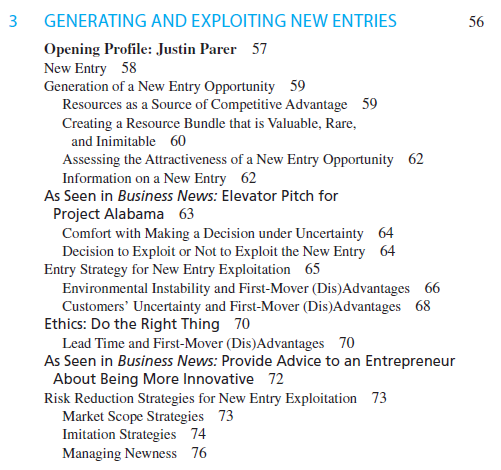 3 GENERATING AND EXPLOITING NEW ENTRIES 56
Opening Profile: Justin Parer 57
New Entry 58
Generation of a New Entry Opportunity 59
Resources as a Source of Competitive Advantage 59
Creating a Resource Bundle that is Valuable, Rare,
and Inimitable 60
Assessing the Attractiveness of a New Entry Opportunity 62
Information on a New Entry 62
As Seen in Business News: Elevator Pitch for
Project Alabama 63
Comfort with Making a Decision under Uncertainty 64
Decision to Exploit or Not to Exploit the New Entry 64
Entry Strategy for New Entry Exploitation 65
Environmental Instability and First-Mover (Dis)Advantages 66
Customers' Uncertainty and First-Mover (Dis)Advantages 68
Ethics: Do the Right Thing 70
Lead Time and First-Mover (Dis)Advantages 70
As Seen in Business News: Provide Advice to an Entrepreneur
About Being More Innovative 72
Risk Reduction Strategies for New Entry Exploitation 73
Market Scope Strategies 73
Imitation Strategies 74
Managing Newness 76